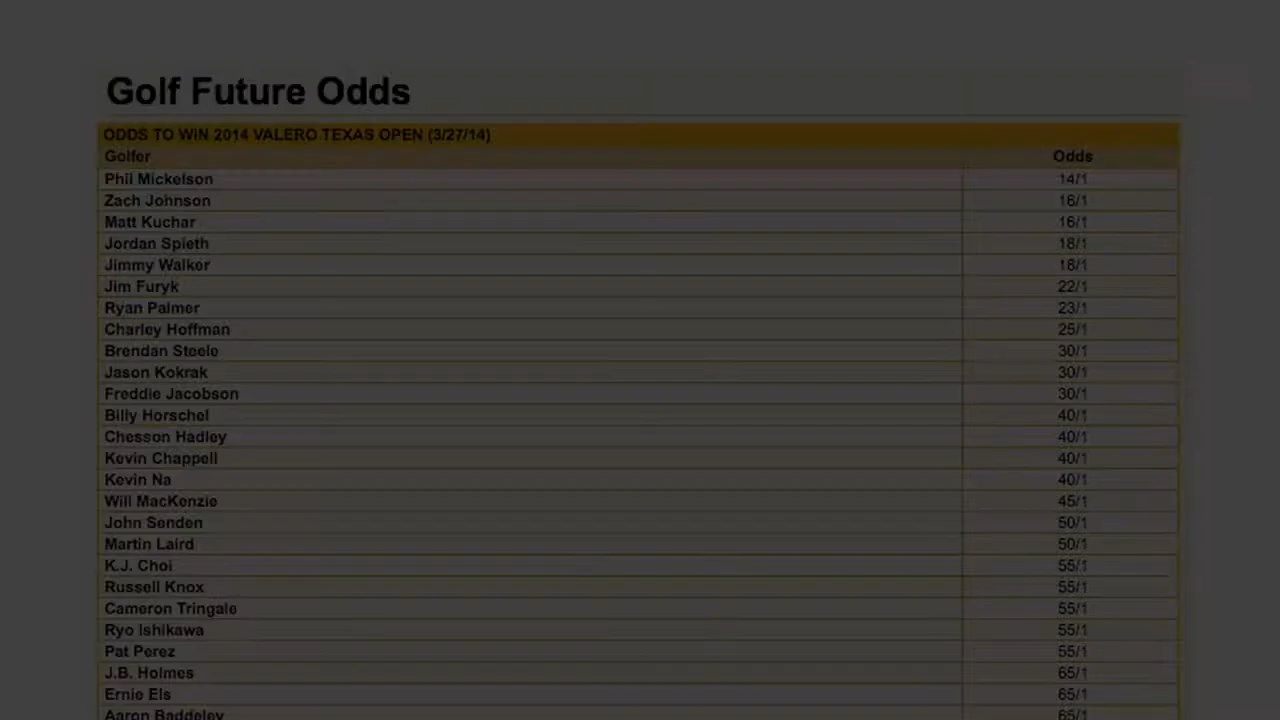 Golf Future Odds
ODDS TO WIN 2014 VALERO TEXAS OPEN (3/27/14)
Golfer Odds
Phil Mickelson 14/1
Zach Johnson 16/1
Matt Kuchar 16/1
Jordan Spieth 18/1
Jimmy Walker 18/1
Jim Furyk 22/1
Ryan Palmer 23/1
Charley Hoffman 25/1
Brendan Steele 30/1
Jason Kokrak 30/1
Freddie Jacobson 30/1
Billy Horschel 40/1
Chesson Hadley 40/1
Kevin Chappell 40/1
Kevin Na 40/1
Will MacKenzie 45/1
John Senden 50/1
Martin Laird 50/1
K.J. Choi 55/1
Russell Knox 55/1
Cameron Tringale 55/1
Ryo Ishikawa 55/1
Pat Perez 55/1
J.B. Holmes 65/1
Ernie Els 65/1
Aaron Baddeley 65/1